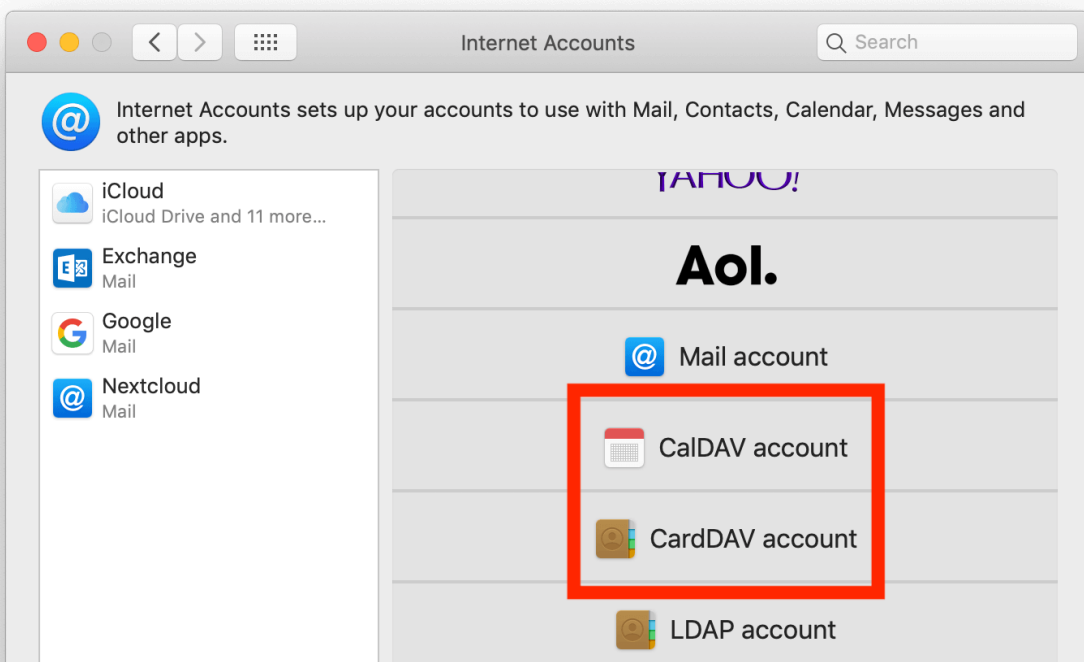 Internet Accounts
Search
Internet Accounts sets up your accounts to use with Mail, Contacts, Calendar, Messages and
other apps.
iCloud
iCloud Drive and 11 more...
Exchange
Mail
Google
Mail
Nextcloud
Mail
YAHOO!
Aol.
Mail account
CalDAV account
CardDAV account
LDAP account